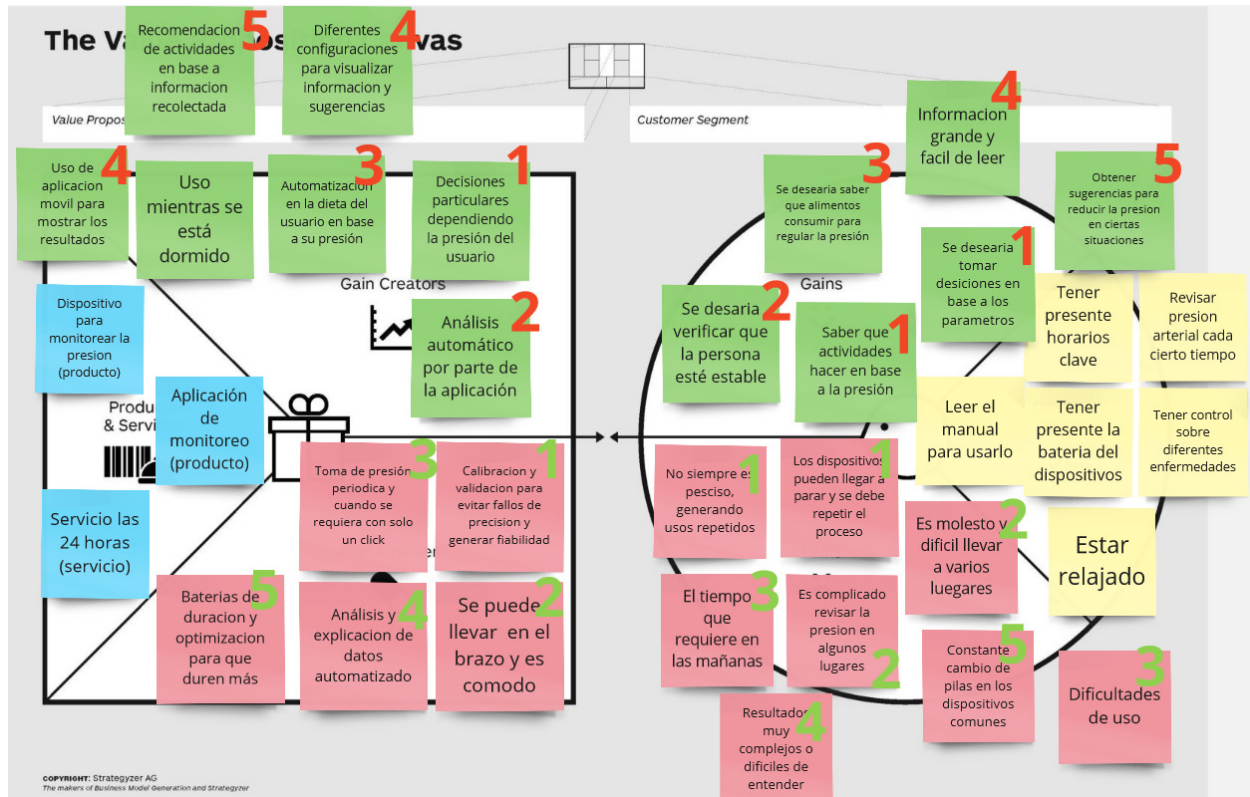 The Va
os
vas
Recomendacion
de actividades
en base a
informacion
recolectada
5
Diferentes
configuraciones
para visualizar
informacion y
sugerencias
4
Value Propos
Customer Segment
Uso de
aplicacion
movil para
mostrar los
resultados
4
Uso
mientras se
está
dormido
Automatización
en la dieta del
usuario en base
a su presión
3
Decisiones
particulares
dependiendo
la presión del
usuario
1
Gain Creators
Análisis
automático
por parte de
la aplicación
2
Dispositivo
para
monitorear la
presion
(producto)
Produ
& Servi
Aplicación
de
monitoreo
(producto)
Servicio las
24 horas
(servicio)
Toma de presión
periodica y
cuando se
requiera con solo
un click
3
Calibracion y
validacion para
evitar fallos de
precision y
generar fiabilidad
1
Baterias de
duracion y
optimizacion
para que
duren más
5
Análisis y
explicacion de
datos
automatizado
4
Se puede
llevar en el
brazo y es
comodo
2
Informacion
grande y
facil de leer
4
Se desearia saber
que alimentos
consumir para
regular la presión
3
Obtener
sugerencias para
reducir la presion
en ciertas
situaciones
5
Se desearia
tomar
desiciones en
base a los
parametros
1
Gains
Se desaria
verificar que
la persona
esté estable
2
Saber que
actividades
hacer en base
a la presión
1
Tener
presente
horarios
clave
Revisar
presion
arterial cada
cierto tiempo
Leer el
manual
para usarlo
Tener
presente la
bateria del
dispositivos
Tener control
sobre
diferentes
enfermedades
Estar
relajado
No siempre es
pesciso,
generando
usos repetidos
1
Los dispositivos
pueden llegar a
parar y se debe
repetir el
proceso
1
Es molesto y
dificil llevar
a varios
luegares
2
El tiempo
que
requiere en
las mañanas
3
Es complicado
revisar la
presion en
algunos
lugares
2
Constante
cambio de
pilas en los
dispositivos
comunes
5
Dificultades
de uso
3
Resultados
muy
complejos o
dificiles de
entender
4
COPYRIGHT: Strategyzer AG
The makers of Business Model Generation and Strategyzer